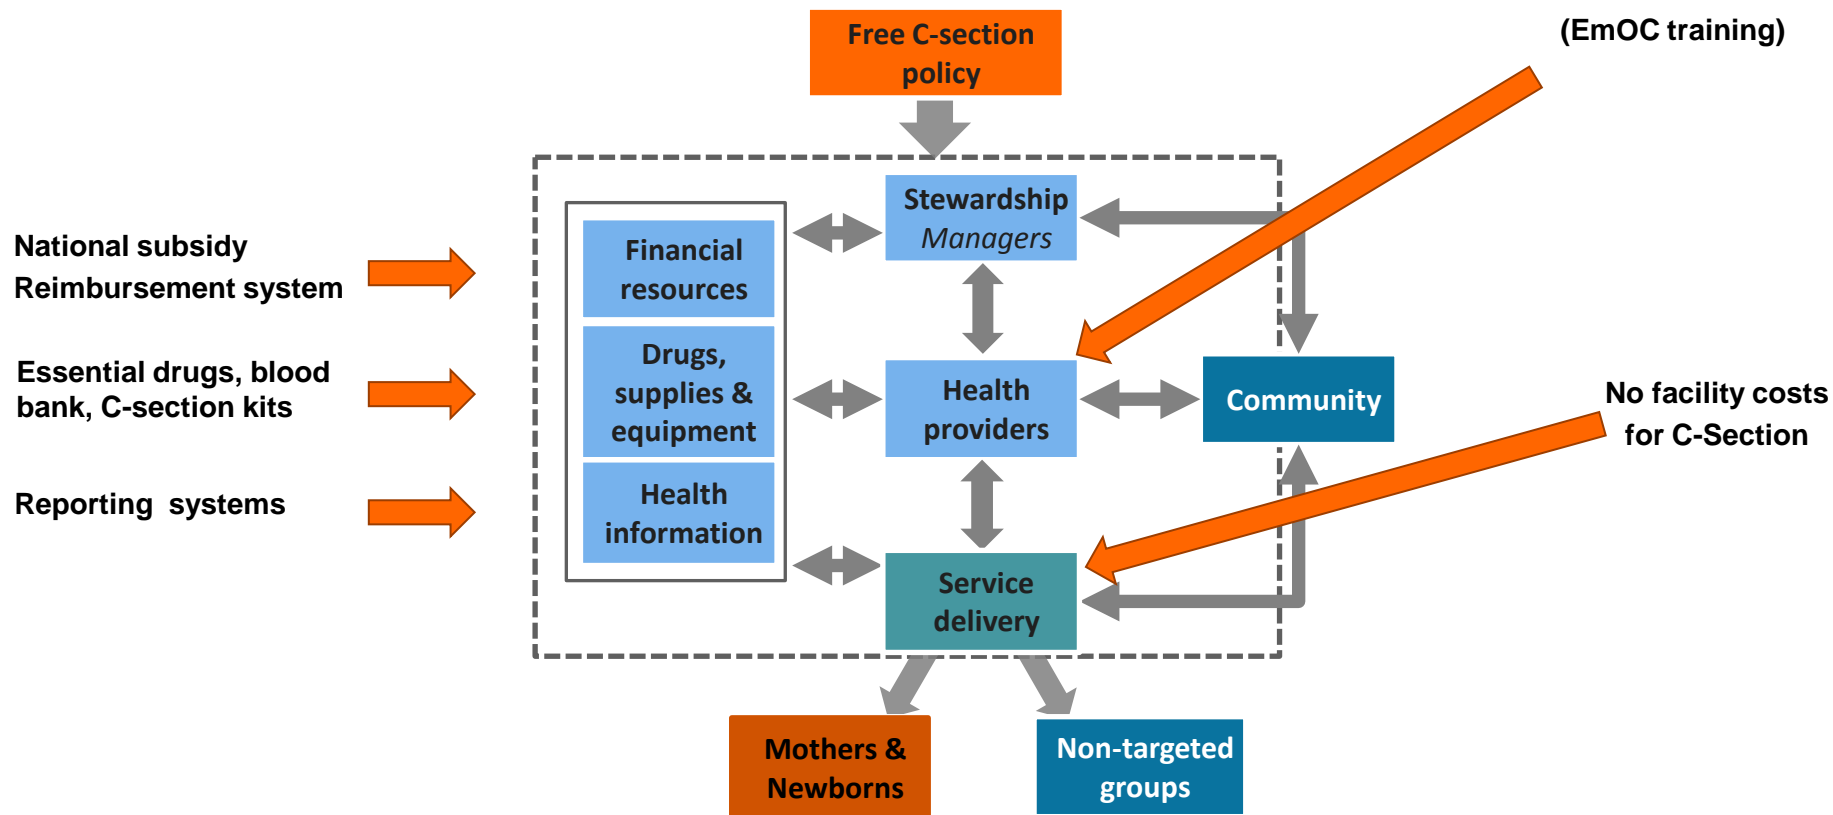 Free C-section
policy
(EmOC training)
National subsidy
Reimbursement system
Essential drugs, blood
bank, C-section kits
Reporting systems
Financial
resources
Drugs,
supplies &
equipment
Health
information
Stewardship
Managers
Health
providers
Service
delivery
Community
No facility costs
for C-Section
Mothers &
Newborns
Non-targeted
groups